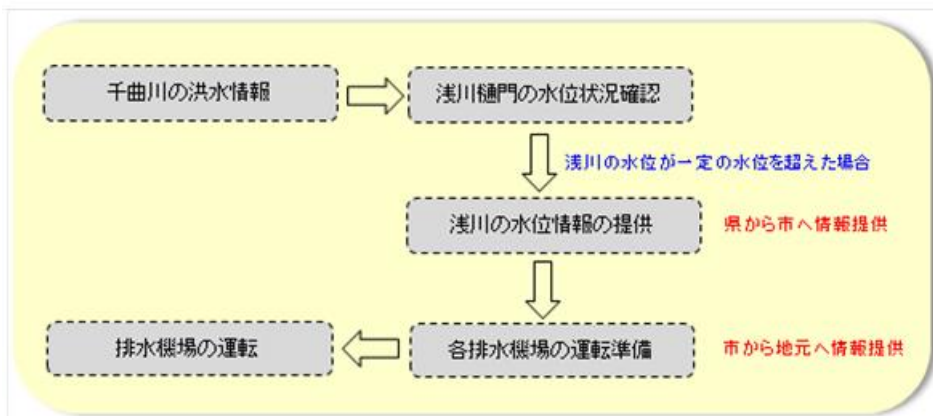 千曲川の洪水情報
浅川樋門の水位状況確認
浅川の水位が一定の水位を超えた場合
浅川の水位情報の提供
県から市へ情報提供
各排水機場の運転準備
市から地元へ情報提供
排水機場の運転